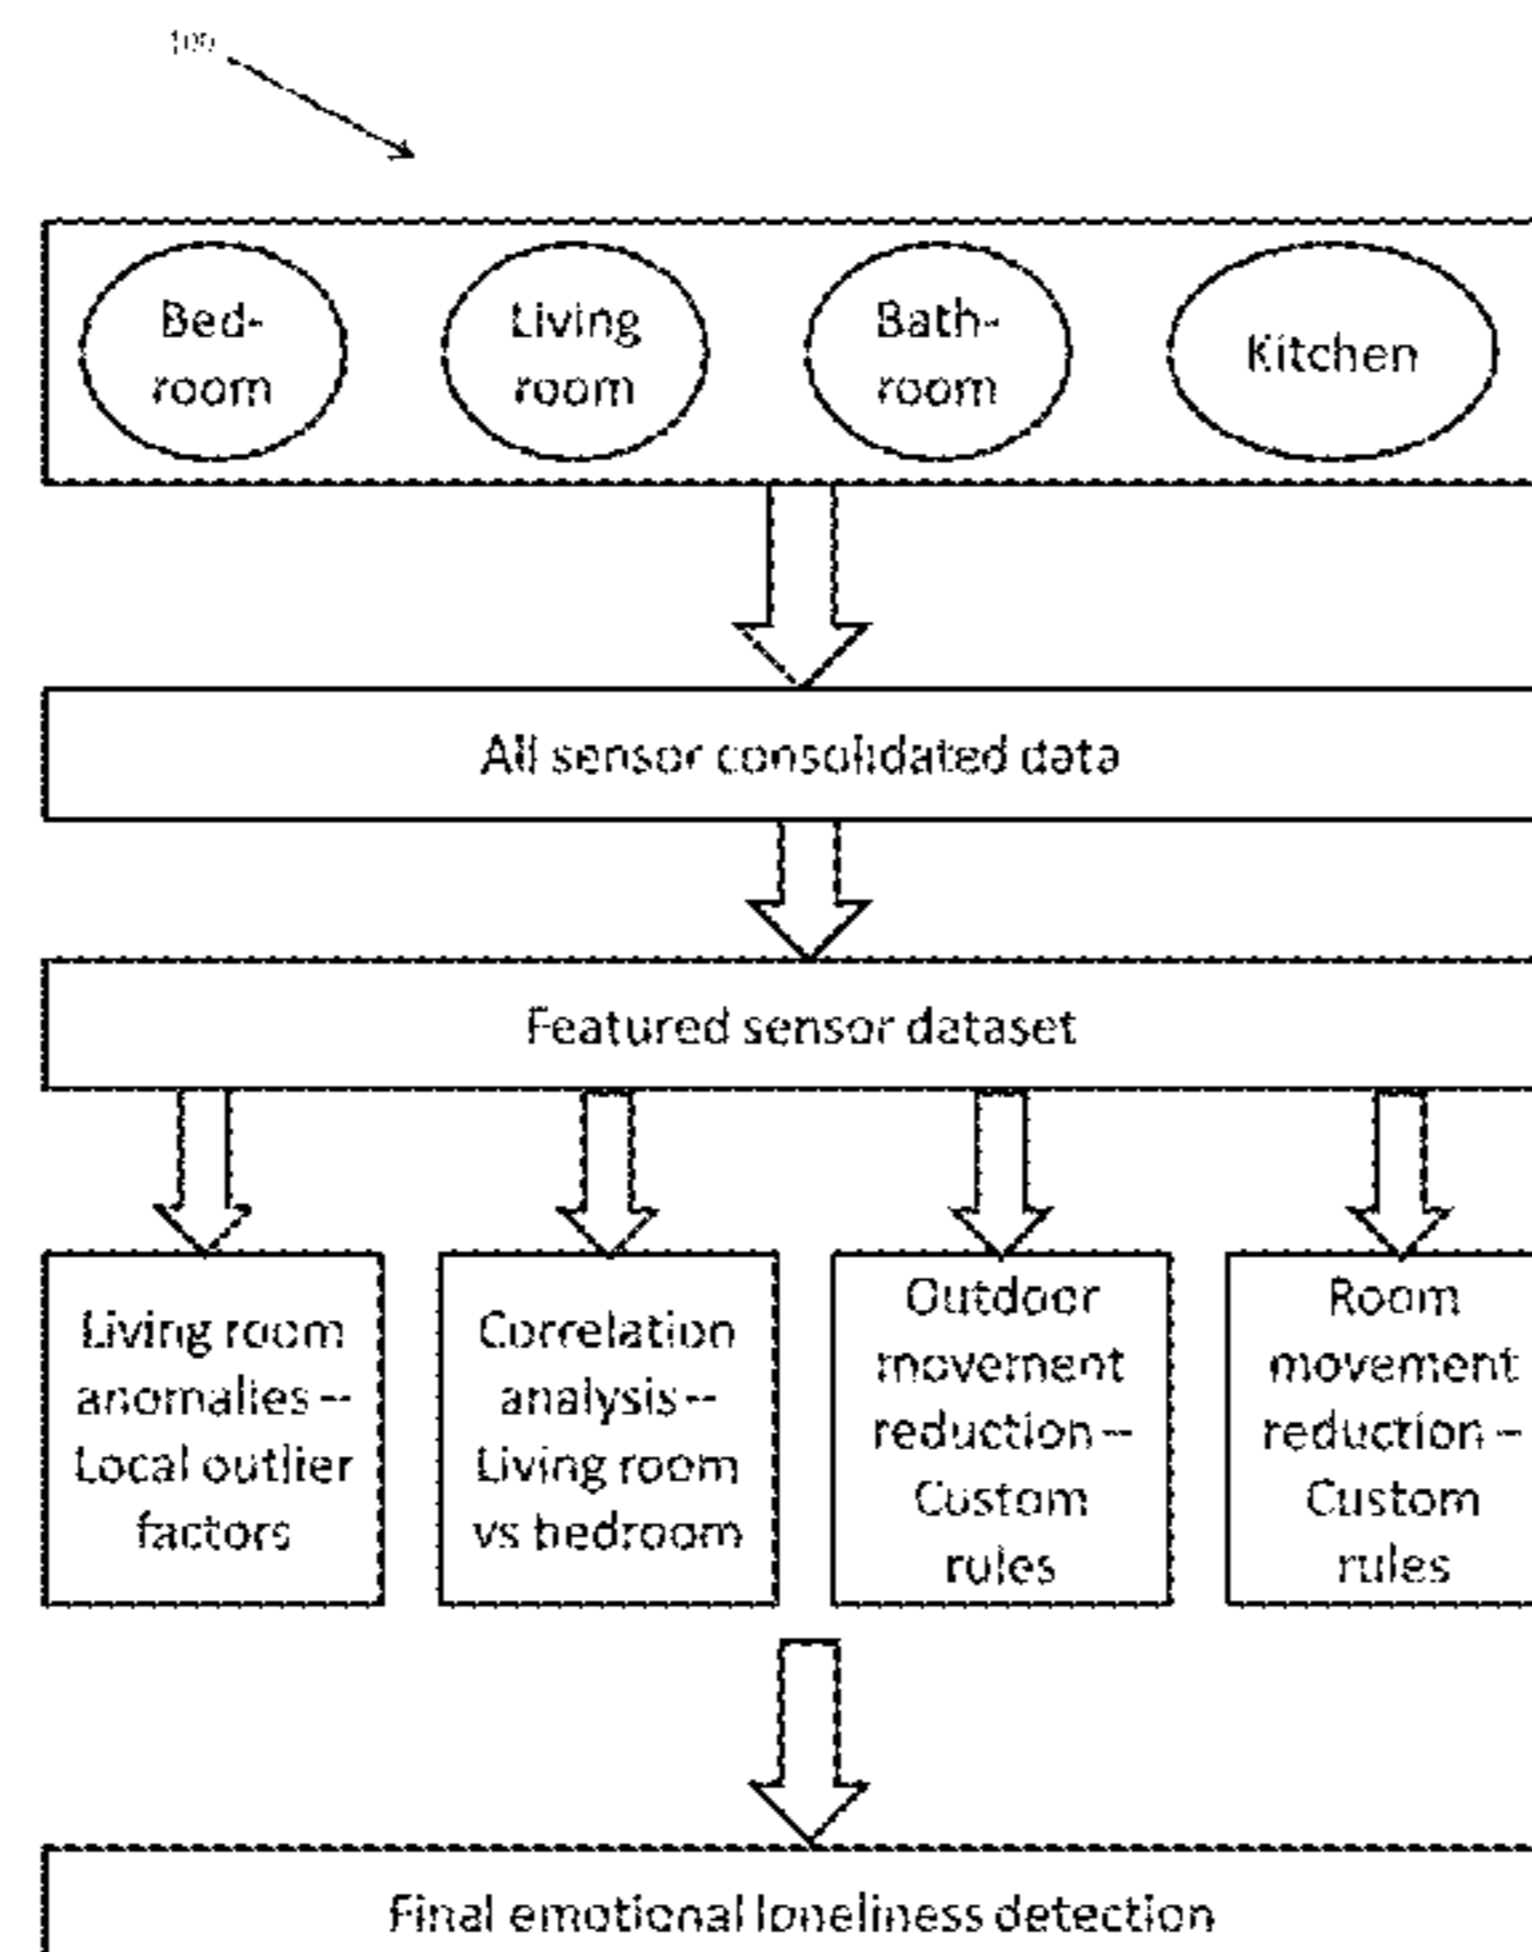 100
Bed-
room
Living
room
Bath-
room
Kitchen
All sensor consolidated data
Featured sensor dataset
Living room
anomalies –
Local outlier
factors
Correlation
analysis –
Living room
vs bedroom
Outdoor
movement
reduction –
Custom
rules
Room
movement
reduction –
Custom
rules
Final emotional loneliness detection